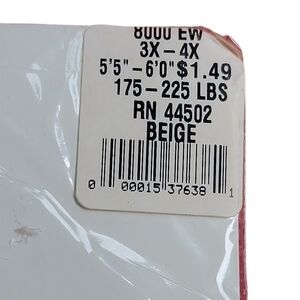 8000 EW
3X – 4X
5'5" – 6'0" $1.49
175 – 225 LBS
RN 44502
BEIGE
0 00015 37638 1